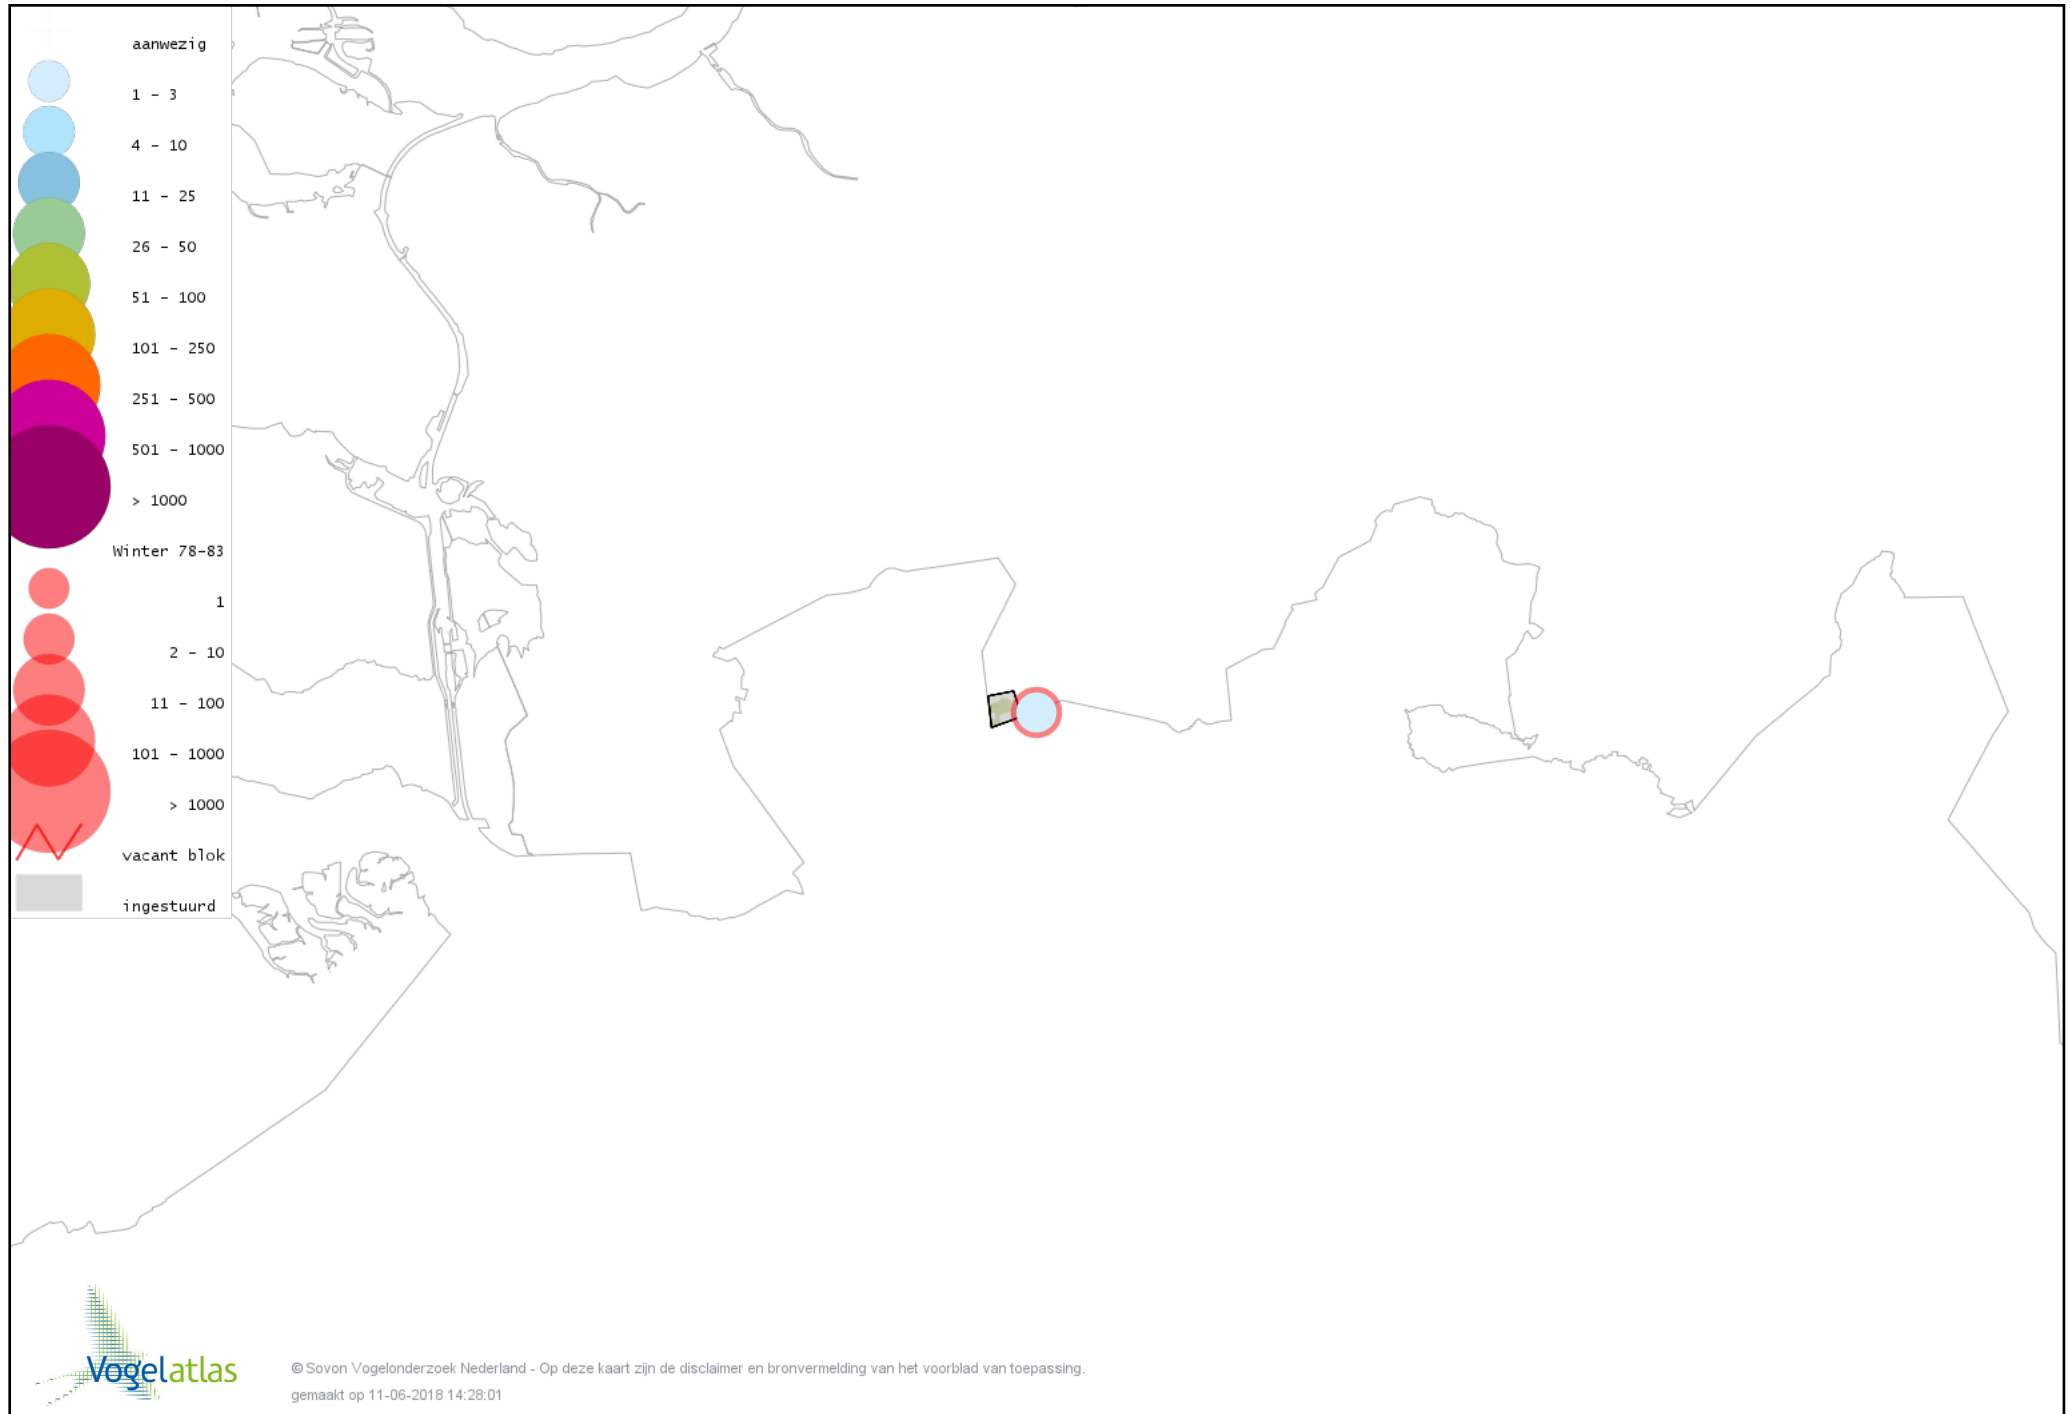 aanwezig
1 - 3
4 - 10
11 - 25
26 - 50
51 - 100
101 - 250
251 - 500
501 - 1000
> 1000
Winter 78-83
1
2 - 10
11 - 100
101 - 1000
> 1000
vacant blok
ingestuurd
Vogelatlas
© Sovon Vogelonderzoek Nederland - Op deze kaart zijn de disclaimer en bronvermelding van het voorblad van toepassing.
gemaakt op 11-06-2018 14:28:01